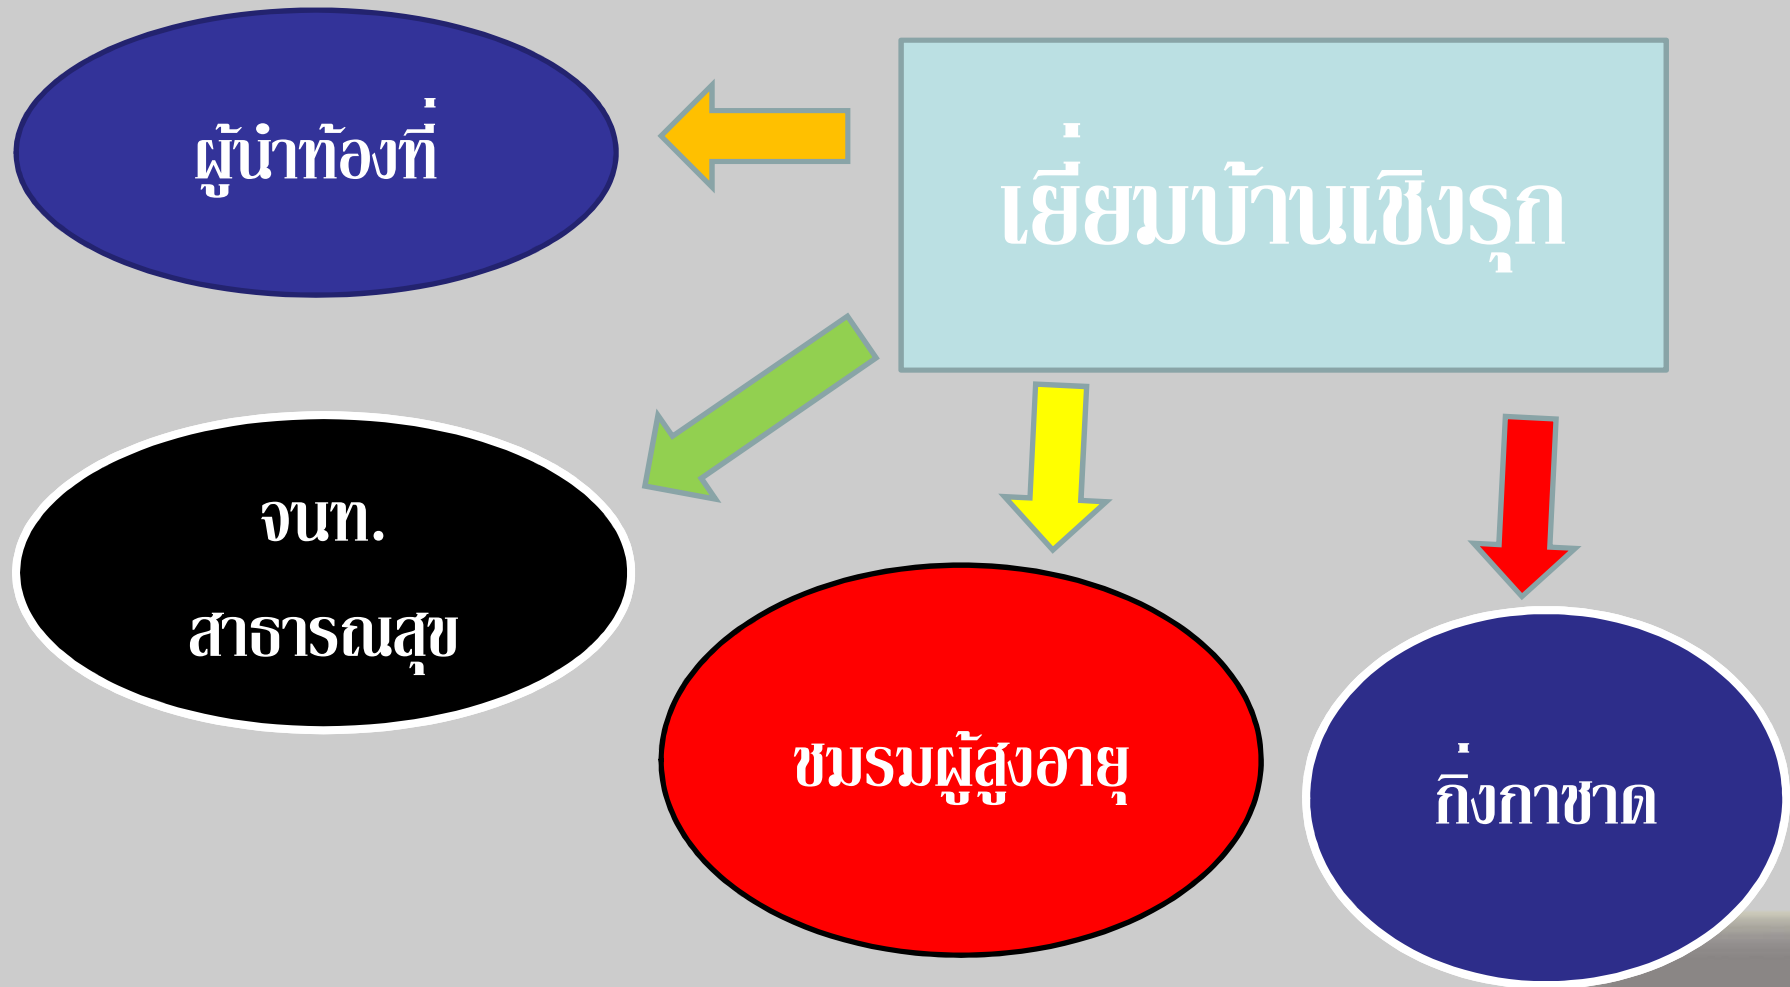 ผู้นำท้องที่
เยี่ยมบ้านเชิงรุก
จนท.
สาธารณสุข
ชมรมผู้สูงอายุ
กิ่งกาชาด